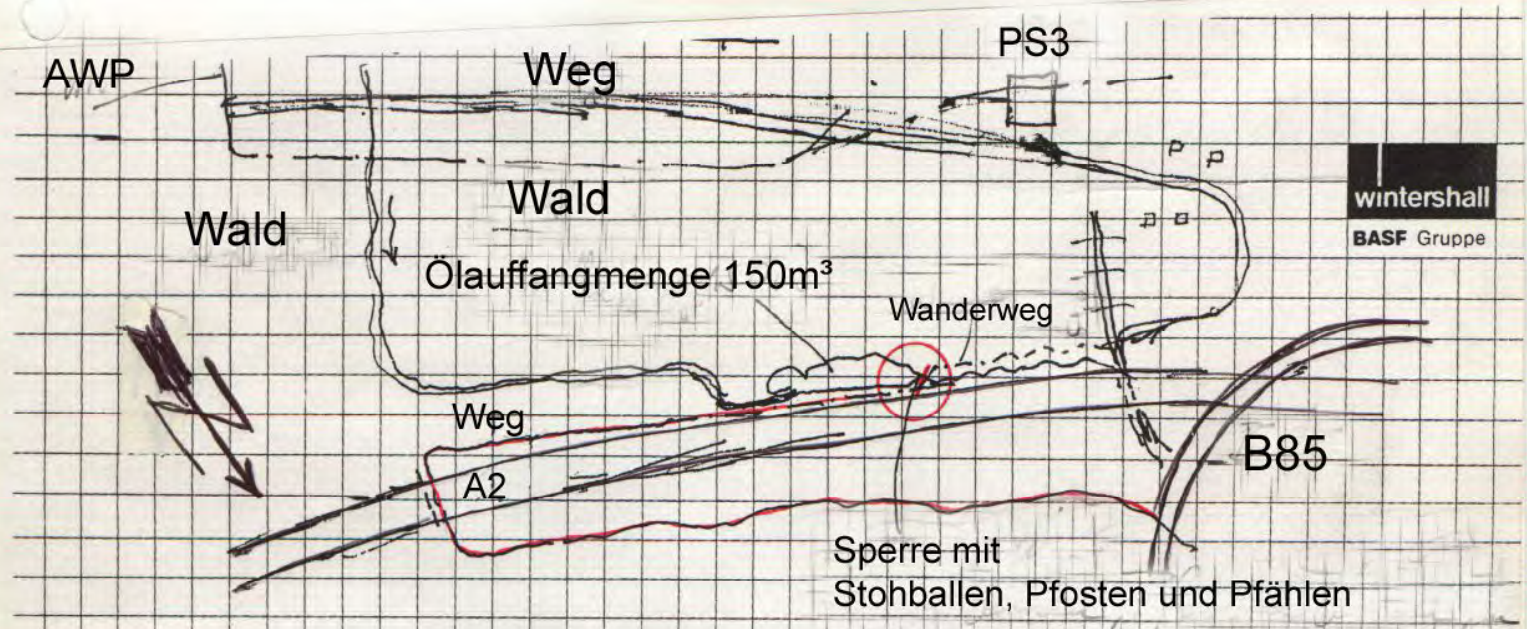 PS3
AWP
Weg
Wald
Wald
wintershall
BASF Gruppe
Ölauffangmenge 150m³
Wanderweg
Weg
A2
B85
Sperre mit
Stohballen, Pfosten und Pfählen